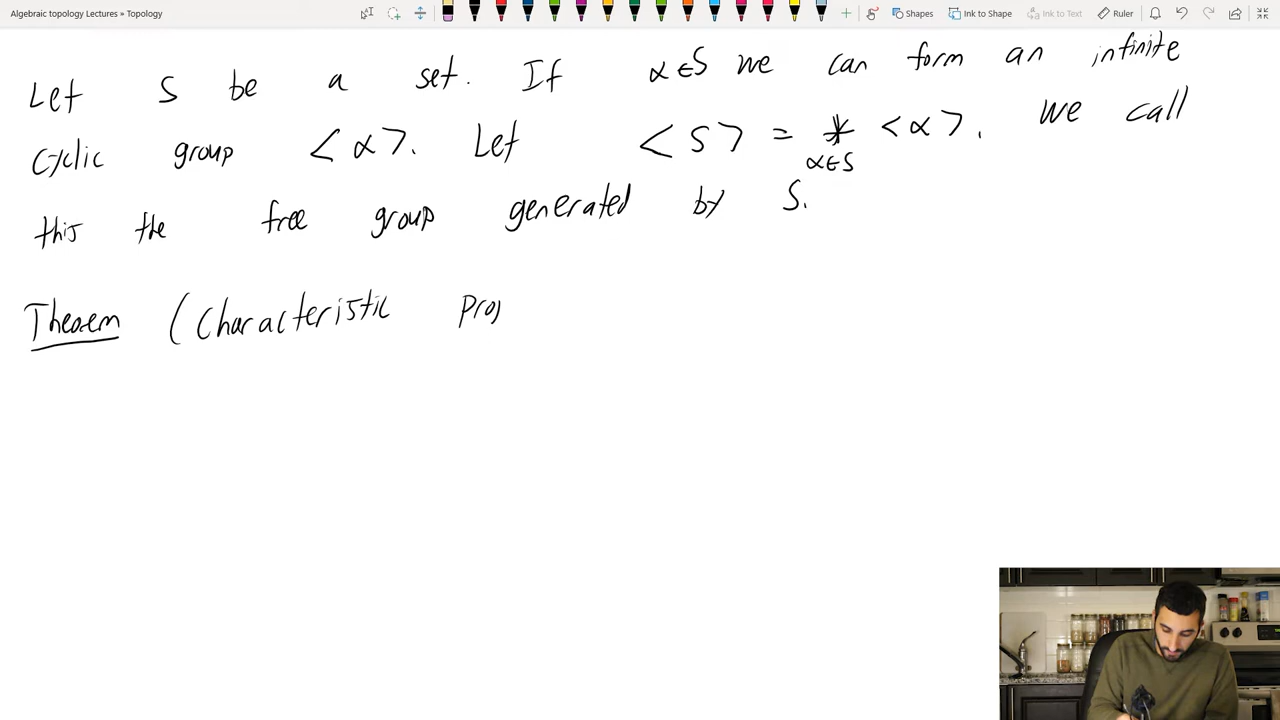 Algebraic topology Lectures » Topology
Shapes Ink to Shape Ink to Text Ruler
Let S be a set. If α∈S we can form an infinite
cyclic group <α>. Let <S> = * <α>. We call
α∈S
this the free group generated by S.
Theorem (Characteristic Prop